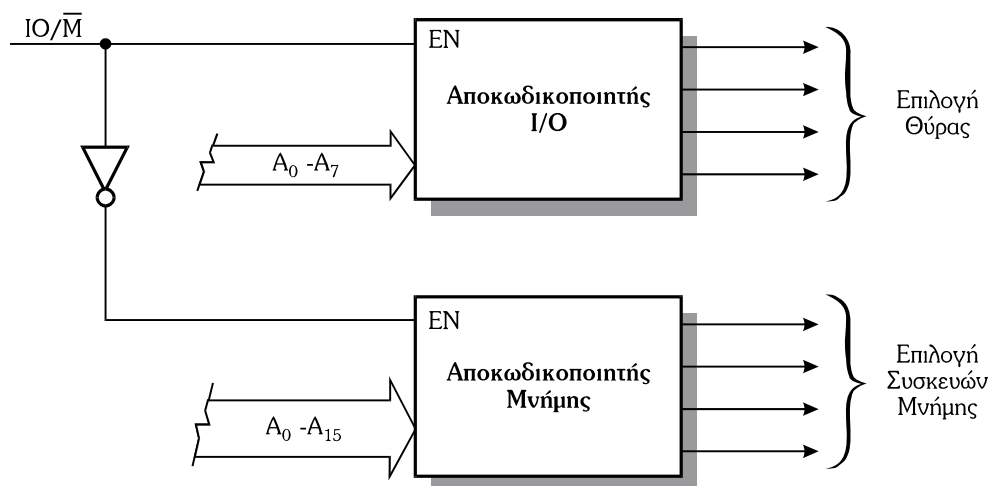 IO/M̅
EN
Αποκωδικοποιητής
I/O
A₀ -A₇
Επιλογή
Θύρας
EN
Αποκωδικοποιητής
Μνήμης
A₀ -A₁₅
Επιλογή
Συσκευών
Μνήμης